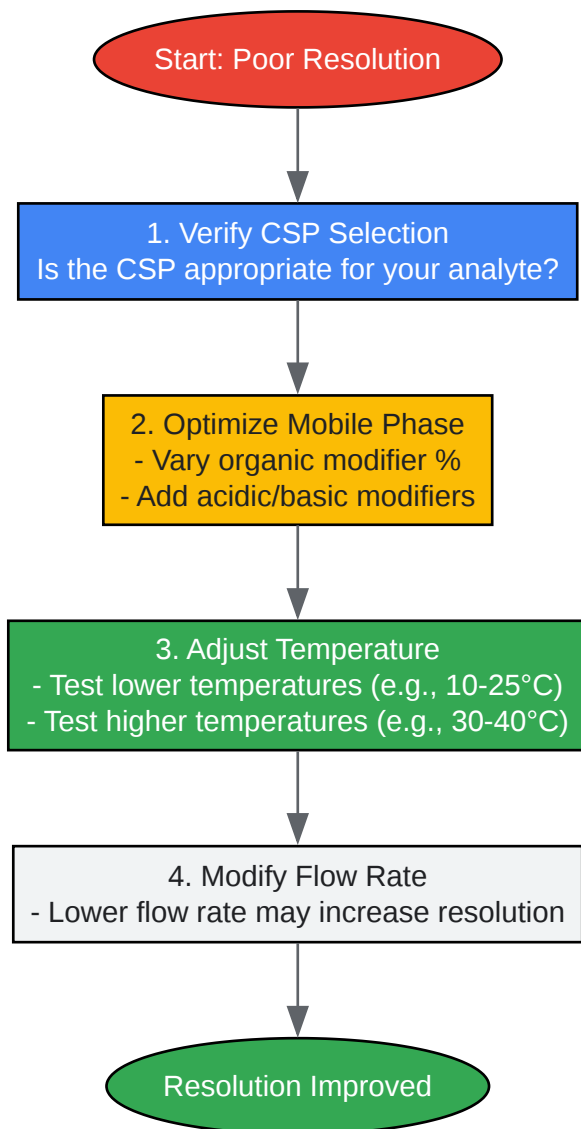 Start: Poor Resolution
1. Verify CSP Selection
Is the CSP appropriate for your analyte?
2. Optimize Mobile Phase
- Vary organic modifier %
- Add acidic/basic modifiers
3. Adjust Temperature
- Test lower temperatures (e.g., 10-25°C)
- Test higher temperatures (e.g., 30-40°C)
4. Modify Flow Rate
- Lower flow rate may increase resolution
Resolution Improved